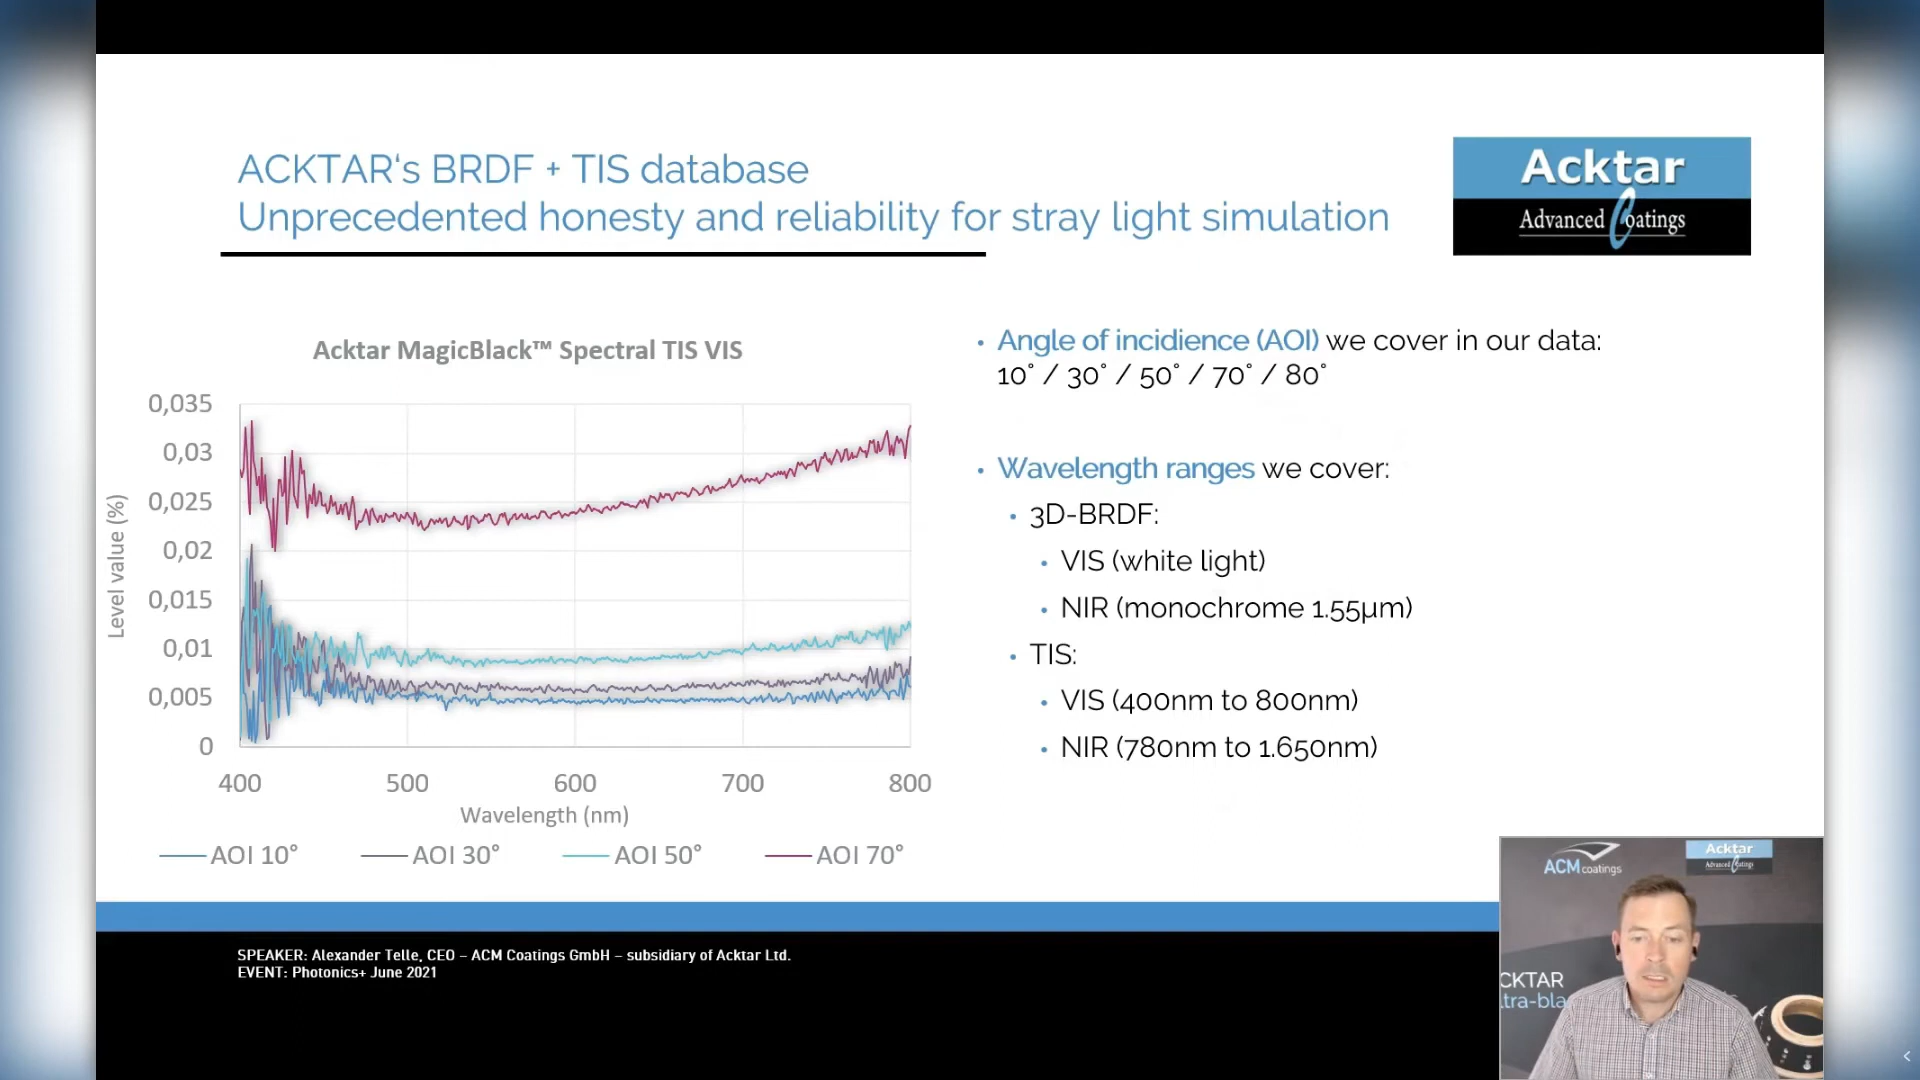 ACKTAR‘s BRDF + TIS database
Unprecedented honesty and reliability for stray light simulation
Acktar
Advanced Coatings
Acktar MagicBlack™ Spectral TIS VIS
0,035
0,03
0,025
0,02
0,015
0,01
0,005
0
Level value (%)
400 500 600 700 800
Wavelength (nm)
AOI 10° AOI 30° AOI 50° AOI 70°
• Angle of incidience (AOI) we cover in our data:
10° / 30° / 50° / 70° / 80°
• Wavelength ranges we cover:
• 3D-BRDF:
• VIS (white light)
• NIR (monochrome 1.55µm)
• TIS:
• VIS (400nm to 800nm)
• NIR (780nm to 1.650nm)
SPEAKER: Alexander Telle, CEO – ACM Coatings GmbH – subsidiary of Acktar Ltd.
EVENT: Photonics+ June 2021
ACM coatings
Acktar
Advanced Coatings
CKTAR
tra-bla
<